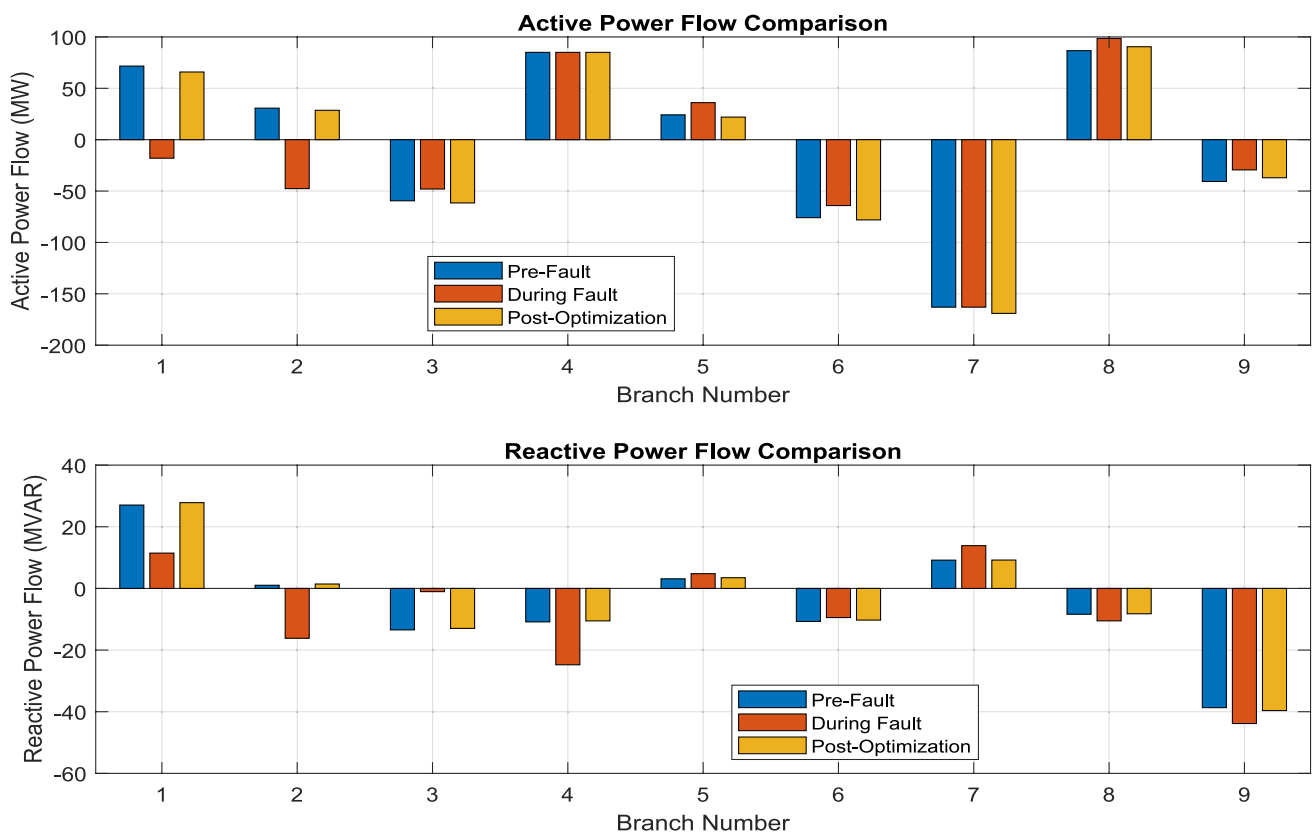 Active Power Flow Comparison
100
50
0
-50
-100
-150
-200
Active Power Flow (MW)
Pre-Fault
During Fault
Post-Optimization
1 2 3 4 5 6 7 8 9
Branch Number
Reactive Power Flow Comparison
40
20
0
-20
-40
-60
Reactive Power Flow (MVAR)
Pre-Fault
During Fault
Post-Optimization
1 2 3 4 5 6 7 8 9
Branch Number